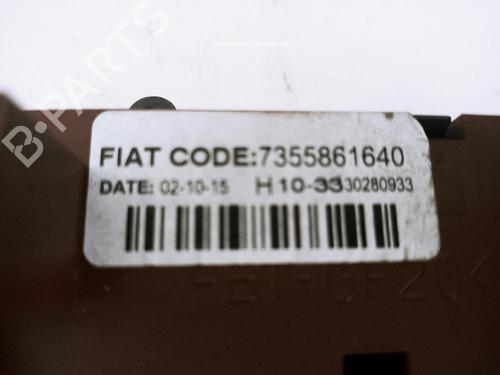 B-PARTS
FIAT CODE:7355861640
DATE: 02-10-15 H 10-33 30280933